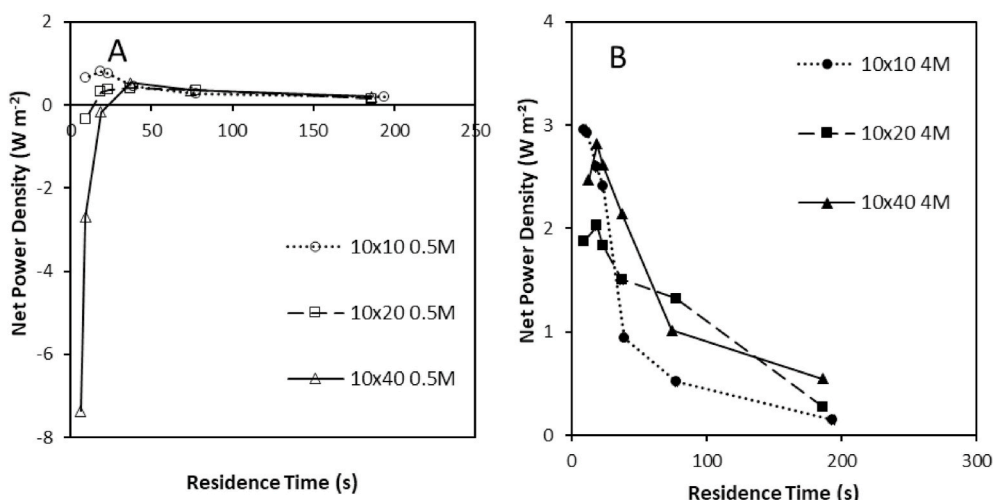 A
Net Power Density (W m⁻²)
2
0
-2
-4
-6
-8
0
50
100
150
200
250
10x10 0.5M
10x20 0.5M
10x40 0.5M
Residence Time (s)
B
Net Power Density (W m⁻²)
4
3
2
1
0
0
100
200
300
10x10 4M
10x20 4M
10x40 4M
Residence Time (s)